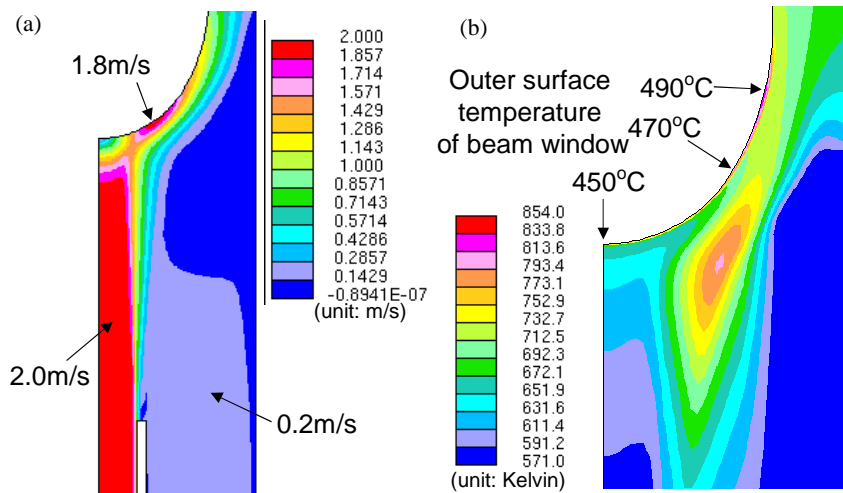 (a)
1.8m/s
2.0m/s
0.2m/s
2.000
1.857
1.714
1.571
1.429
1.286
1.143
1.000
0.8571
0.7143
0.5714
0.4286
0.2857
0.1429
-0.8941E-07
(unit: m/s)
(b)
Outer surface
temperature
of beam window
490°C
470°C
450°C
854.0
833.8
813.6
793.4
773.1
752.9
732.7
712.5
692.3
672.1
651.9
631.6
611.4
591.2
571.0
(unit: Kelvin)